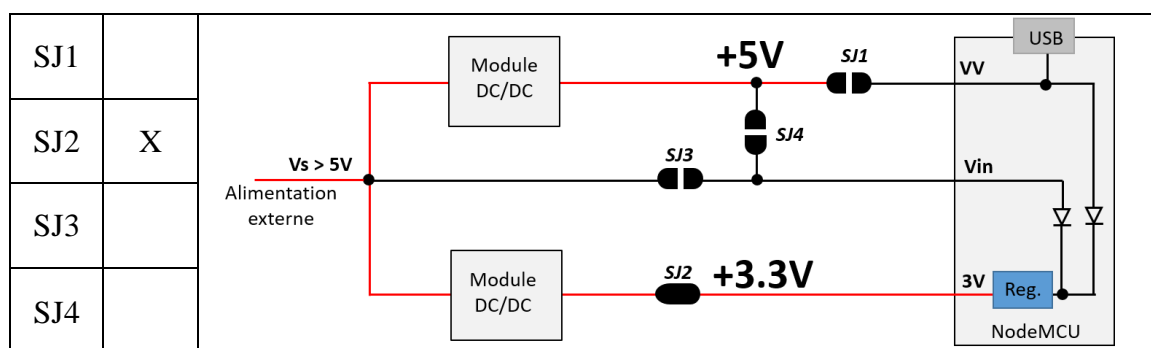 SJ1
SJ2 X
SJ3
SJ4
USB
Module
DC/DC
+5V
SJ1
VV
SJ4
Vs > 5V
SJ3
Vin
Alimentation
externe
Module
DC/DC
SJ2
+3.3V
3V
Reg.
NodeMCU